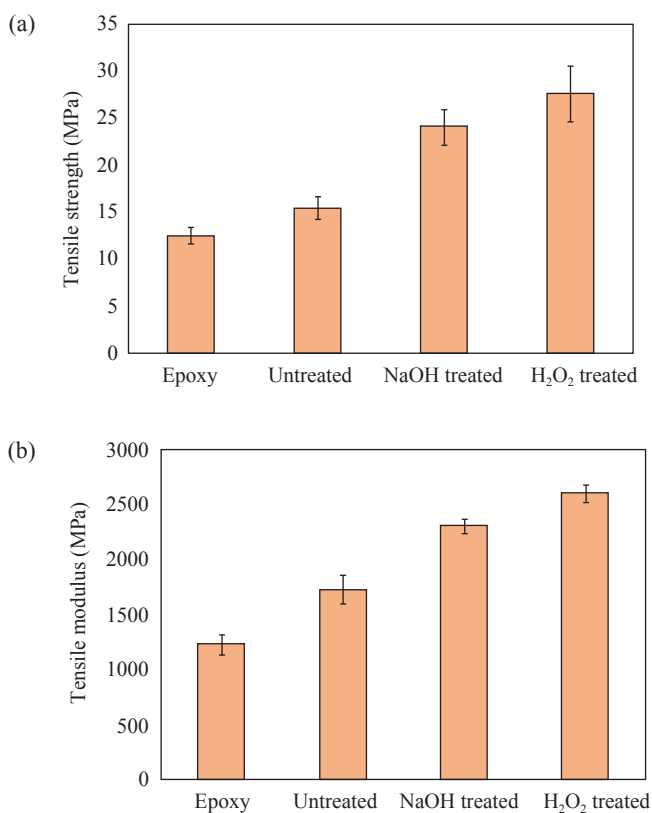 (a)
Tensile strength (MPa)
35
30
25
20
15
10
5
0
Epoxy Untreated NaOH treated H₂O₂ treated
(b)
Tensile modulus (MPa)
3000
2500
2000
1500
1000
500
0
Epoxy Untreated NaOH treated H₂O₂ treated